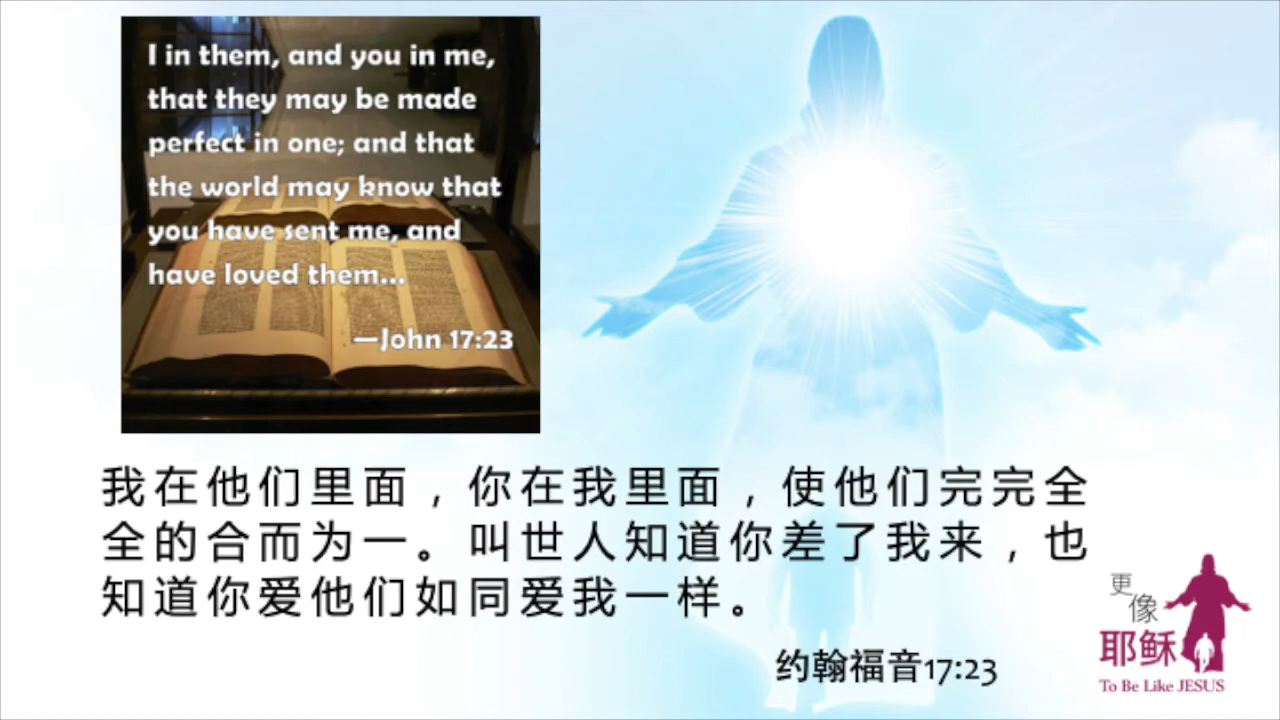 I in them, and you in me,
that they may be made
perfect in one; and that
the world may know that
you have sent me, and
have loved them...
—John 17:23
我在他们里面，你在我里面，使他们完完全
全的合而为一。叫世人知道你差了我来，也
知道你爱他们如同爱我一样。
约翰福音17:23
更
像
耶稣
To Be Like JESUS